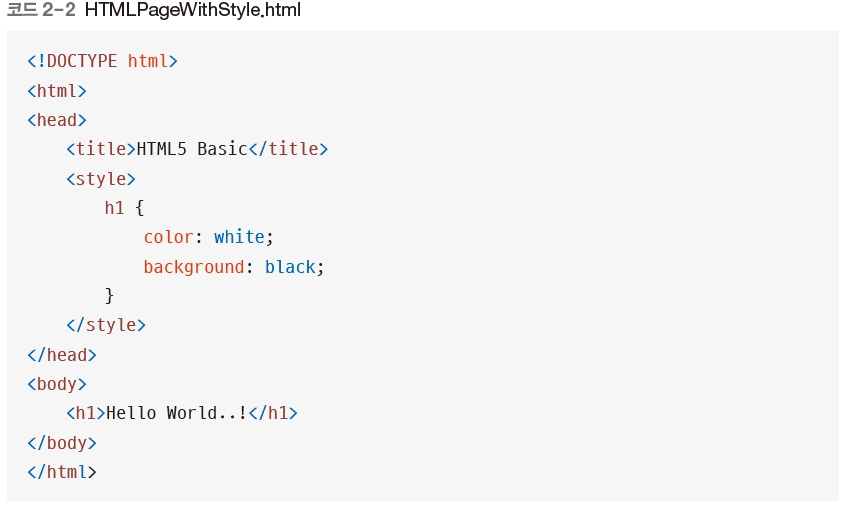 코드 2-2 HTMLPageWithStyle.html
<!DOCTYPE html>
<html>
<head>
    <title>HTML5 Basic</title>
    <style>
        h1 {
            color: white;
            background: black;
        }
    </style>
</head>
<body>
    <h1>Hello World..!</h1>
</body>
</html>